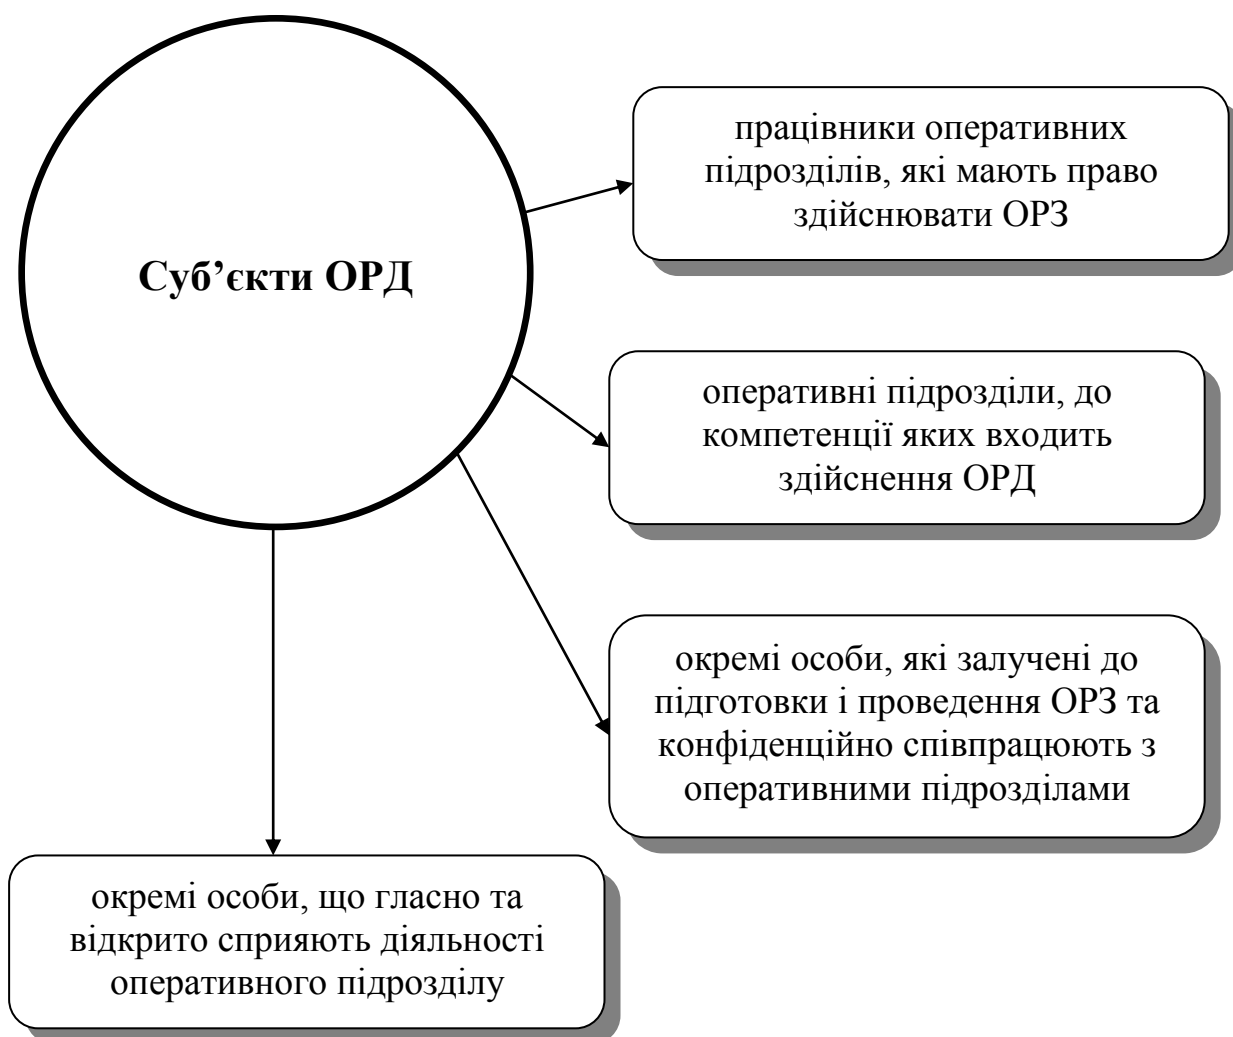 Суб’єкти ОРД
працівники оперативних
підрозділів, які мають право
здійснювати ОРЗ
оперативні підрозділи, до
компетенції яких входить
здійснення ОРД
окремі особи, які залучені до
підготовки і проведення ОРЗ та
конфіденційно співпрацюють з
оперативними підрозділами
окремі особи, що гласно та
відкрито сприяють діяльності
оперативного підрозділу